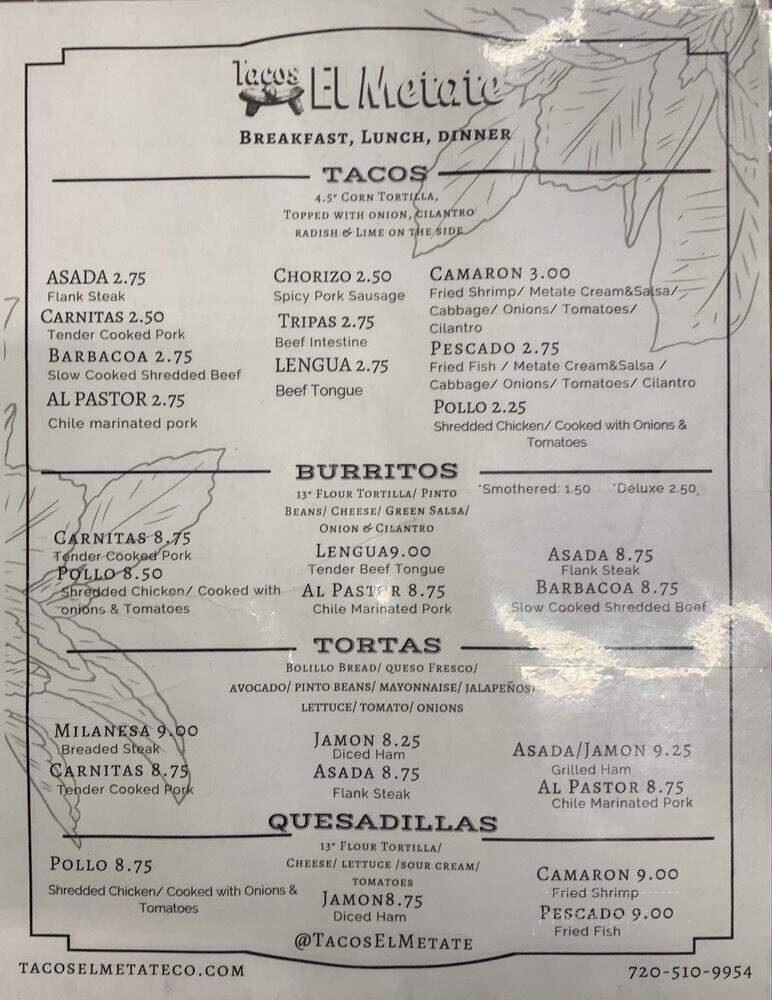 Tacos El Metate
BREAKFAST, LUNCH, DINNER
TACOS
4.5" CORN TORTILLA,
TOPPED WITH ONION, CILANTRO
RADISH & LIME ON THE SIDE
ASADA 2.75
Flank Steak
CARNITAS 2.50
Tender Cooked Pork
BARBACOA 2.75
Slow Cooked Shredded Beef
AL PASTOR 2.75
Chile marinated pork
CHORIZO 2.50
Spicy Pork Sausage
TRIPAS 2.75
Beef Intestine
LENGUA 2.75
Beef Tongue
CAMARON 3.00
Fried Shrimp/ Metate Cream&Salsa/
Cabbage/ Onions/ Tomatoes/
Cilantro
PESCADO 2.75
Fried Fish / Metate Cream&Salsa /
Cabbage/ Onions/ Tomatoes/ Cilantro
POLLO 2.25
Shredded Chicken/ Cooked with Onions &
Tomatoes
BURRITOS
13" FLOUR TORTILLA/ PINTO
BEANS/ CHEESE/ GREEN SALSA/
ONION & CILANTRO
*Smothered: 1.50 *Deluxe 2.50
CARNITAS 8.75
Tender Cooked Pork
POLLO 8.50
Shredded Chicken/ Cooked with
onions & Tomatoes
LENGUA9.00
Tender Beef Tongue
AL PASTOR 8.75
Chile Marinated Pork
ASADA 8.75
Flank Steak
BARBACOA 8.75
Slow Cooked Shredded Beef
TORTAS
BOLILLO BREAD/ QUESO FRESCO/
AVOCADO/ PINTO BEANS/ MAYONNAISE/ JALAPEÑOS/
LETTUCE/ TOMATO/ ONIONS
MILANESA 9.00
Breaded Steak
CARNITAS 8.75
Tender Cooked Pork
JAMON 8.25
Diced Ham
ASADA 8.75
Flank Steak
ASADA/JAMON 9.25
Grilled Ham
AL PASTOR 8.75
Chile Marinated Pork
QUESADILLAS
13" FLOUR TORTILLA/
CHEESE/ LETTUCE /SOUR CREAM/
TOMATOES
POLLO 8.75
Shredded Chicken/ Cooked with Onions &
Tomatoes
JAMON8.75
Diced Ham
CAMARON 9.00
Fried Shrimp
PESCADO 9.00
Fried Fish
@TACOSELMETATE
TACOSELMETATECO.COM
720-510-9954